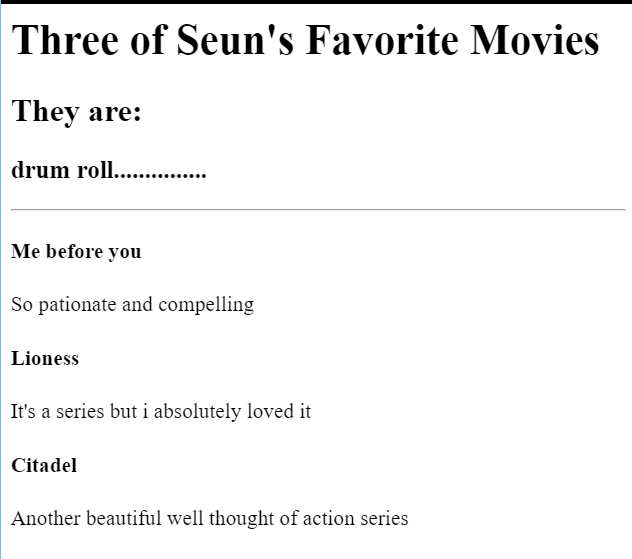 Three of Seun's Favorite Movies
They are:
drum roll...............
Me before you
So pationate and compelling
Lioness
It's a series but i absolutely loved it
Citadel
Another beautiful well thought of action series